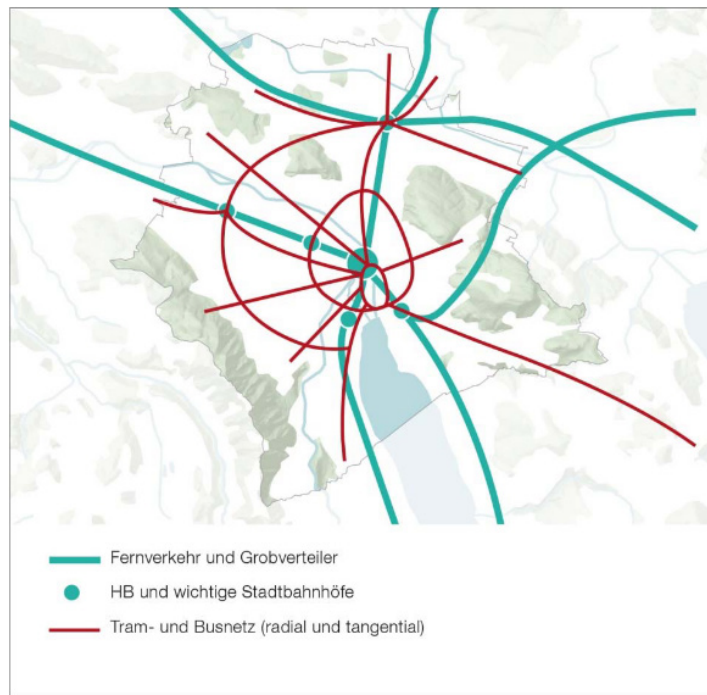 Fernverkehr und Grobverteiler
HB und wichtige Stadtbahnhöfe
Tram- und Busnetz (radial und tangential)